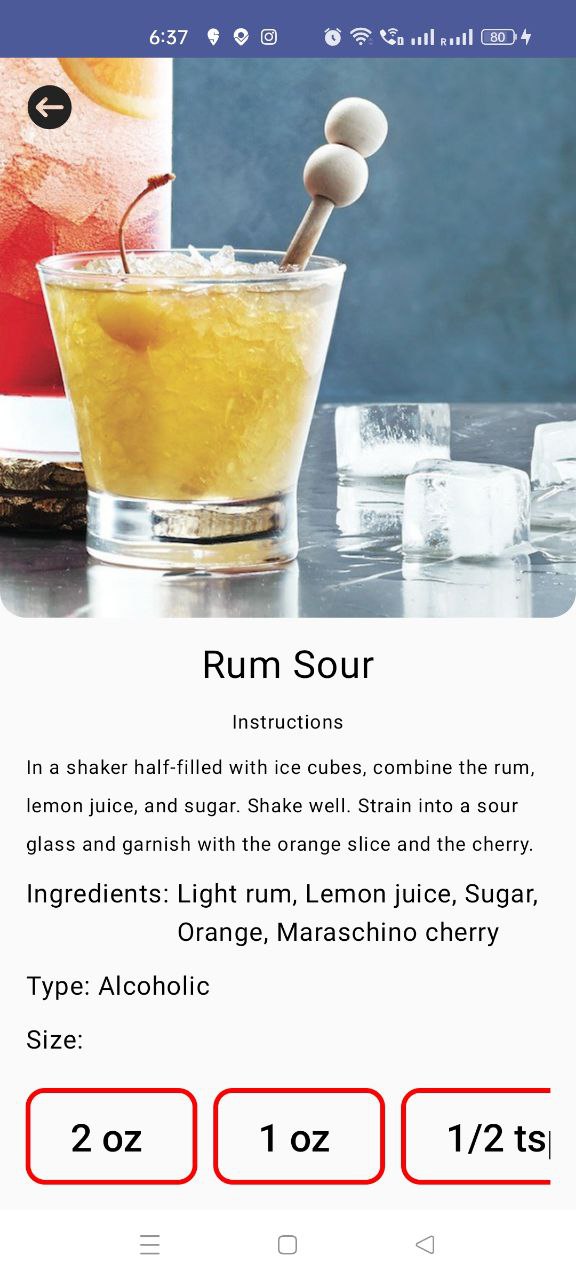 6:37
R
80
Rum Sour
Instructions
In a shaker half-filled with ice cubes, combine the rum,
lemon juice, and sugar. Shake well. Strain into a sour
glass and garnish with the orange slice and the cherry.
Ingredients: Light rum, Lemon juice, Sugar,
Orange, Maraschino cherry
Type: Alcoholic
Size:
2 oz 1 oz 1/2 tsp